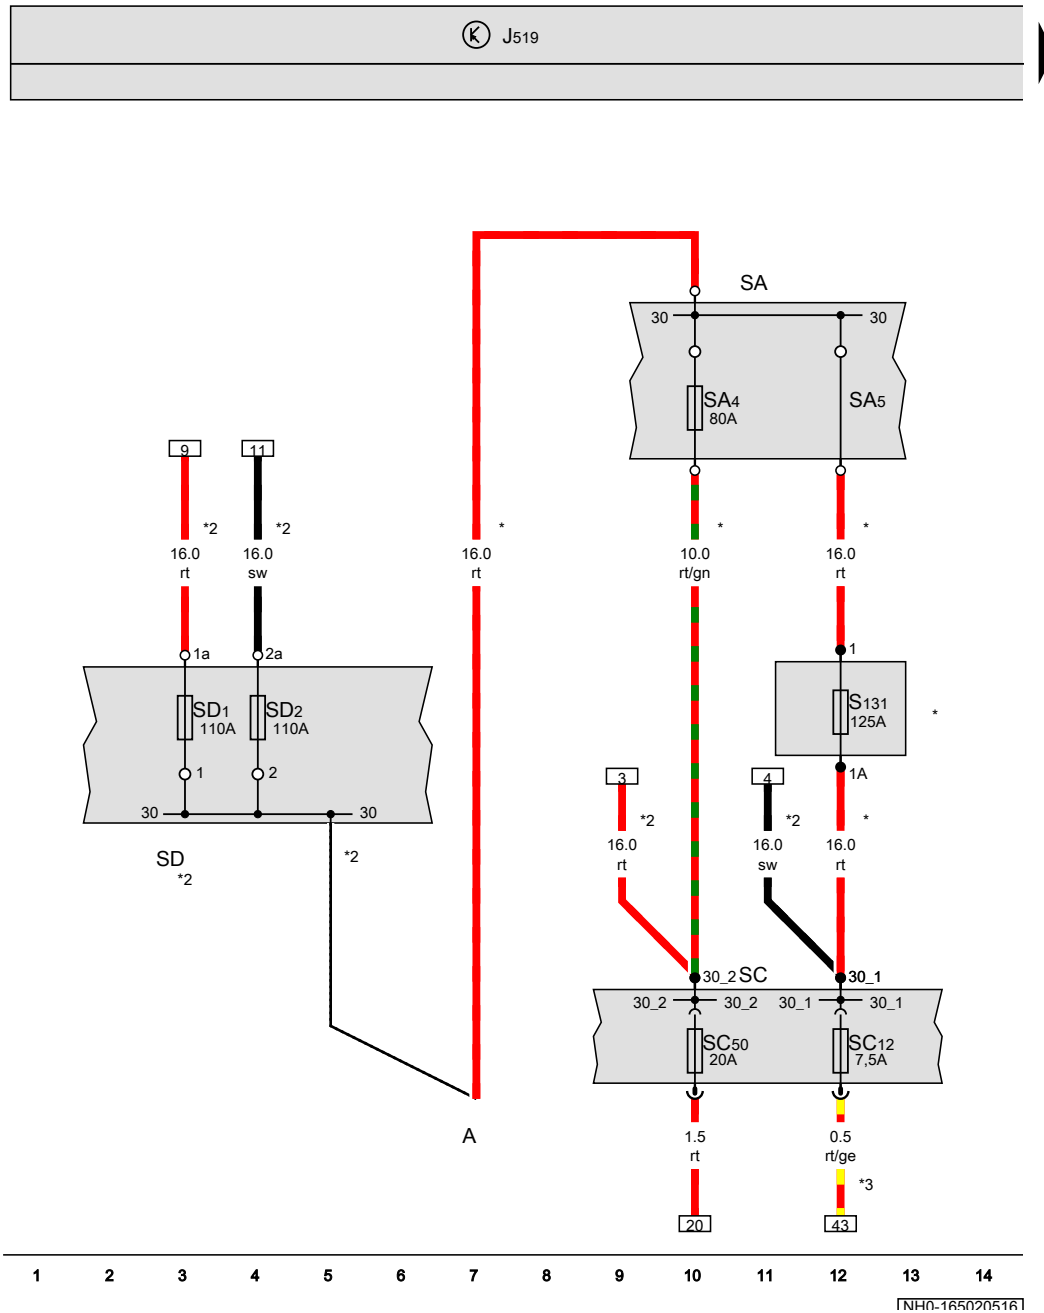 J519
SA
30 30
SA4 SA5
80A
9 11
*2 *2 * * *
16.0 16.0 16.0 10.0 16.0
rt sw rt rt/gn rt
1a 2a 1
SD1 SD2 S131
110A 110A 125A *
1 2 3 4 1A
30 30 *2 *2 *
16.0 16.0 16.0
SD *2 rt sw rt
*2
30_2 SC 30_1
30_2 30_2 30_1 30_1
SC50 SC12
20A 7,5A
A 1.5 0.5
rt rt/ge
*3
20 43
1 2 3 4 5 6 7 8 9 10 11 12 13 14
NH0-165020516